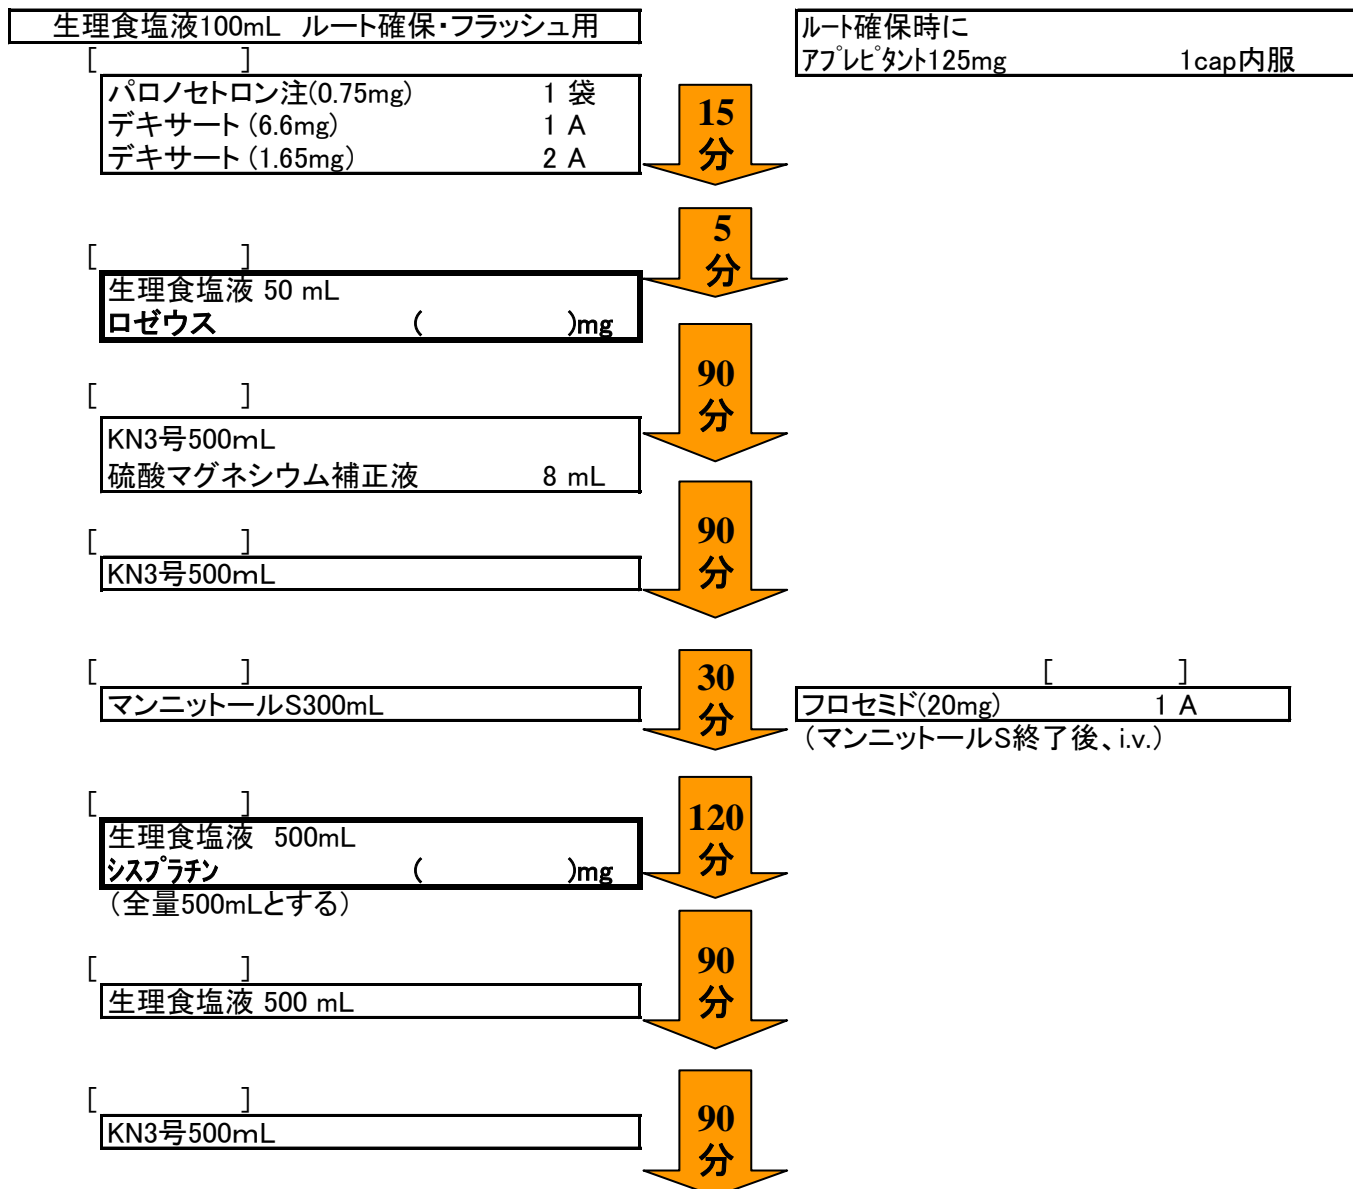 生理食塩液100mL ルート確保・フラッシュ用
ルート確保時に
アプレピタント125mg 1cap内服
[ ]
パロノセトロン注(0.75mg) 1 袋
デキサート (6.6mg) 1 A
デキサート (1.65mg) 2 A
15
分
5
分
[ ]
生理食塩液 50 mL
ロゼウス ( )mg
90
分
[ ]
KN3号500mL
硫酸マグネシウム補正液 8 mL
90
分
[ ]
KN3号500mL
[ ]
マンニットールS300mL
30
分
[ ]
フロセミド(20mg) 1 A
(マンニットールS終了後、i.v.)
[ ]
生理食塩液 500mL
シスプラチン ( )mg
(全量500mLとする)
120
分
[ ]
生理食塩液 500 mL
90
分
[ ]
KN3号500mL
90
分